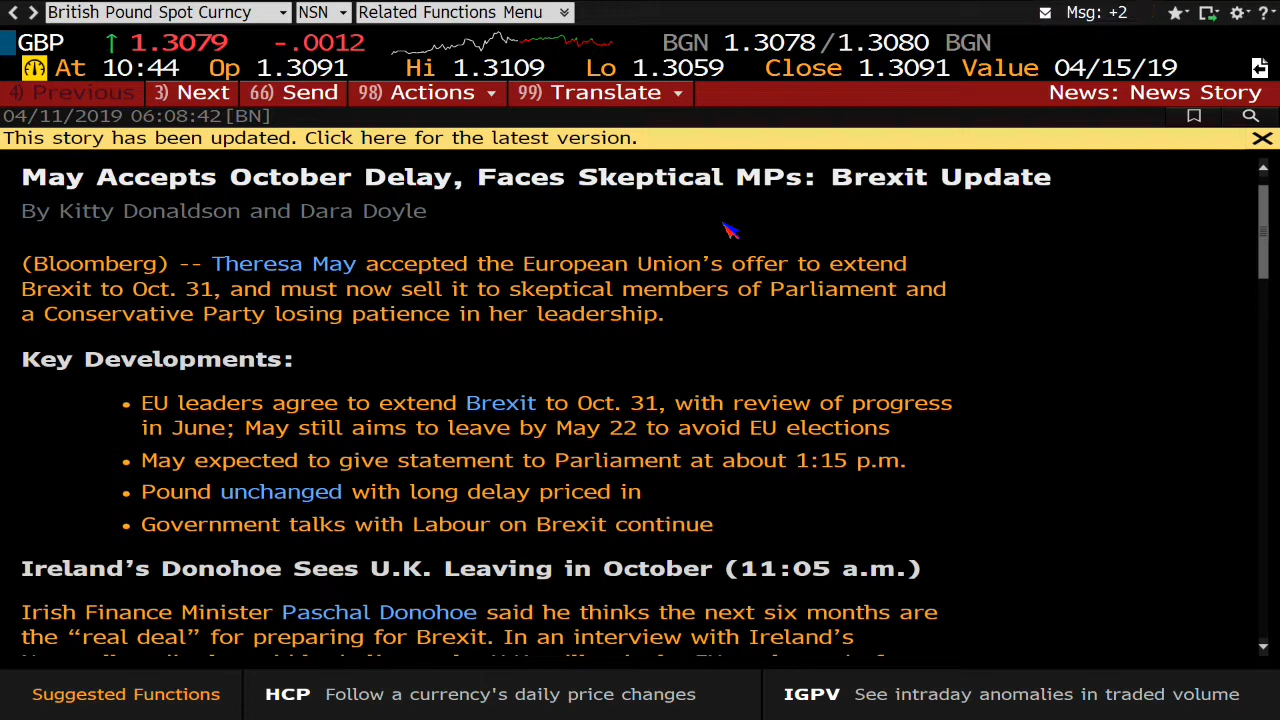 British Pound Spot Curncy NSN Related Functions Menu Msg: +2
GBP ↑ 1.3079 -.0012 BGN 1.3078/1.3080 BGN
At 10:44 Op 1.3091 Hi 1.3109 Lo 1.3059 Close 1.3091 Value 04/15/19
4) Previous 3) Next 66) Send 98) Actions 99) Translate News: News Story
04/11/2019 06:08:42 [BN]
This story has been updated. Click here for the latest version.
May Accepts October Delay, Faces Skeptical MPs: Brexit Update
By Kitty Donaldson and Dara Doyle
(Bloomberg) -- Theresa May accepted the European Union's offer to extend
Brexit to Oct. 31, and must now sell it to skeptical members of Parliament and
a Conservative Party losing patience in her leadership.
Key Developments:
• EU leaders agree to extend Brexit to Oct. 31, with review of progress
in June; May still aims to leave by May 22 to avoid EU elections
• May expected to give statement to Parliament at about 1:15 p.m.
• Pound unchanged with long delay priced in
• Government talks with Labour on Brexit continue
Ireland's Donohoe Sees U.K. Leaving in October (11:05 a.m.)
Irish Finance Minister Paschal Donohoe said he thinks the next six months are
the “real deal” for preparing for Brexit. In an interview with Ireland's
Suggested Functions HCP Follow a currency's daily price changes IGPV See intraday anomalies in traded volume